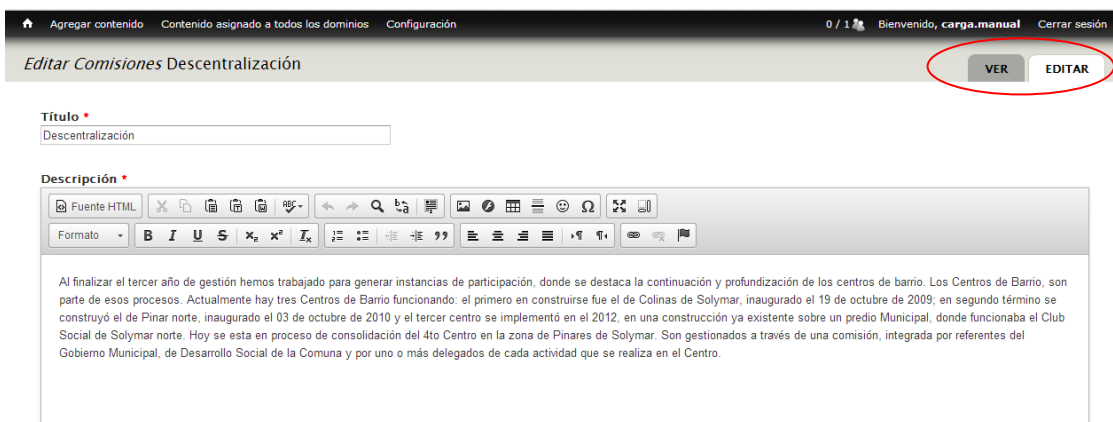 Agregar contenido Contenido asignado a todos los dominios Configuración 0 / 1 Bienvenido, carga.manual Cerrar sesión
Editar Comisiones Descentralización VER EDITAR
Título *
Descentralización
Descripción *
Fuente HTML
Formato B I U S x₂ x² Iₓ
Al finalizar el tercer año de gestión hemos trabajado para generar instancias de participación, donde se destaca la continuación y profundización de los centros de barrio. Los Centros de Barrio, son
parte de esos procesos. Actualmente hay tres Centros de Barrio funcionando: el primero en construirse fue el de Colinas de Solymar, inaugurado el 19 de octubre de 2009; en segundo término se
construyó el de Pinar norte, inaugurado el 03 de octubre de 2010 y el tercer centro se implementó en el 2012, en una construcción ya existente sobre un predio Municipal, donde funcionaba el Club
Social de Solymar norte. Hoy se esta en proceso de consolidación del 4to Centro en la zona de Pinares de Solymar. Son gestionados a través de una comisión, integrada por referentes del
Gobierno Municipal, de Desarrollo Social de la Comuna y por uno o más delegados de cada actividad que se realiza en el Centro.